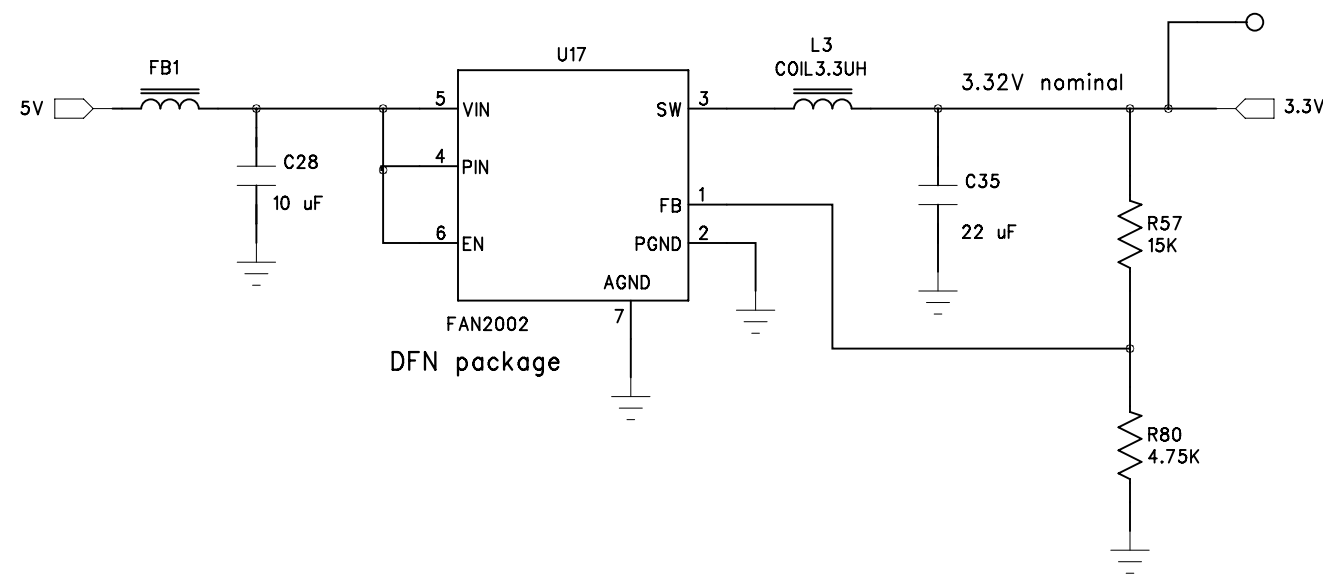 FB1
5V
C28
10 uF
U17
5
VIN
4
PIN
6
EN
SW
3
FB
1
PGND
2
AGND
7
FAN2002
DFN package
L3
COIL3.3UH
3.32V nominal
3.3V
C35
22 uF
R57
15K
R80
4.75K